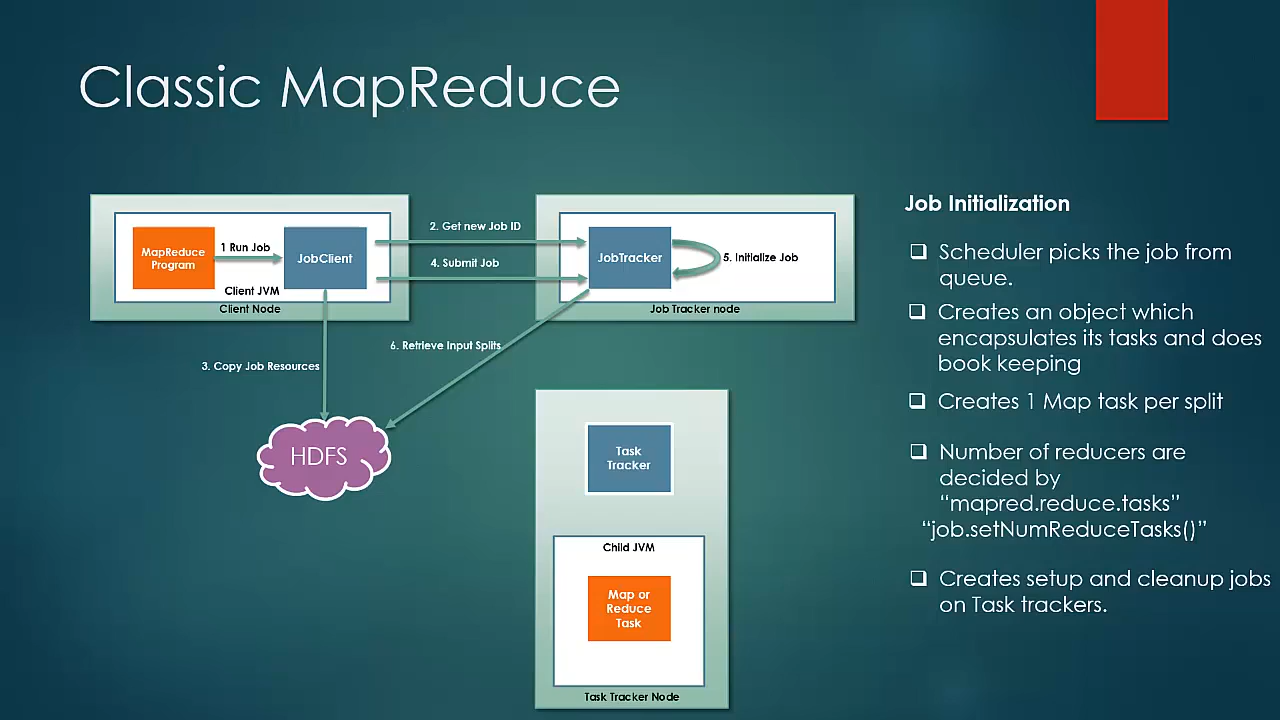 Classic MapReduce
MapReduce
Program
1 Run Job
JobClient
Client JVM
Client Node
2. Get new Job ID
4. Submit Job
JobTracker
5. Initialize Job
Job Tracker node
3. Copy Job Resources
6. Retrieve Input Splits
HDFS
Task
Tracker
Child JVM
Map or
Reduce
Task
Task Tracker Node
Job Initialization
Scheduler picks the job from
queue.
Creates an object which
encapsulates its tasks and does
book keeping
Creates 1 Map task per split
Number of reducers are
decided by
“mapred.reduce.tasks”
“job.setNumReduceTasks()”
Creates setup and cleanup jobs
on Task trackers.